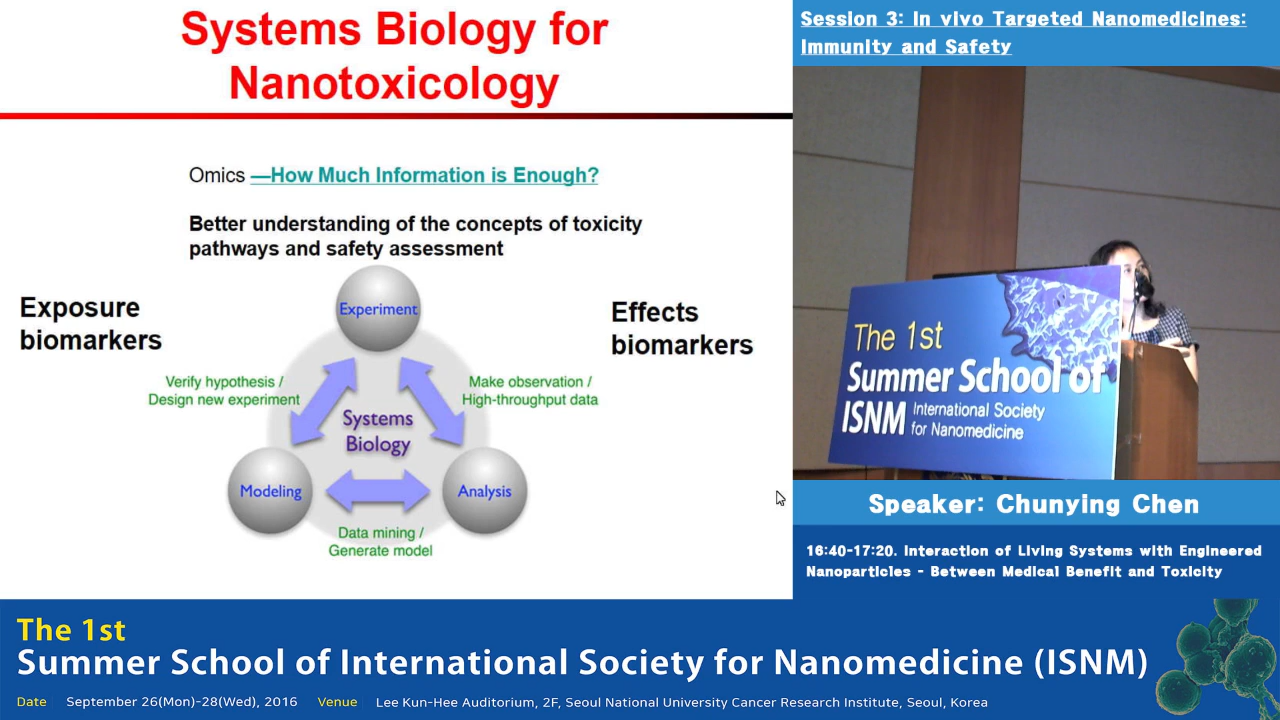 Systems Biology for
Nanotoxicology
Omics —How Much Information is Enough?
Better understanding of the concepts of toxicity
pathways and safety assessment
Exposure
biomarkers
Effects
biomarkers
Experiment
Verify hypothesis /
Design new experiment
Make observation /
High-throughput data
Systems
Biology
Modeling
Analysis
Data mining /
Generate model
Session 3: In vivo Targeted Nanomedicines:
Immunity and Safety
The 1st
Summer School of
ISNM International Society
for Nanomedicine
Speaker: Chunying Chen
16:40-17:20. Interaction of Living Systems with Engineered
Nanoparticles - Between Medical Benefit and Toxicity
The 1st
Summer School of International Society for Nanomedicine (ISNM)
Date September 26(Mon)-28(Wed), 2016 Venue Lee Kun-Hee Auditorium, 2F, Seoul National University Cancer Research Institute, Seoul, Korea